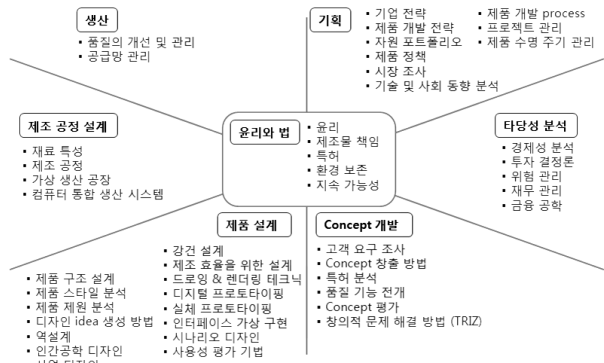 생산
품질의 개선 및 관리
공급망 관리
기획
기업 전략
제품 개발 전략
자원 포트폴리오
제품 정책
시장 조사
기술 및 사회 동향 분석
제품 개발 process
프로젝트 관리
제품 수명 주기 관리
제조 공정 설계
재료 특성
제조 공정
가상 생산 공장
컴퓨터 통합 생산 시스템
윤리와 법
윤리
제조물 책임
특허
환경 보존
지속 가능성
타당성 분석
경제성 분석
투자 결정론
위험 관리
재무 관리
금융 공학
제품 설계
제품 구조 설계
제품 스타일 분석
제품 제원 분석
디자인 idea 생성 방법
역설계
인간공학 디자인
강건 설계
제조 효율을 위한 설계
드로잉 & 렌더링 테크닉
디지털 프로토타이핑
실체 프로토타이핑
인터페이스 가상 구현
시나리오 디자인
사용성 평가 기법
Concept 개발
고객 요구 조사
Concept 창출 방법
특허 분석
품질 기능 전개
Concept 평가
창의적 문제 해결 방법 (TRIZ)